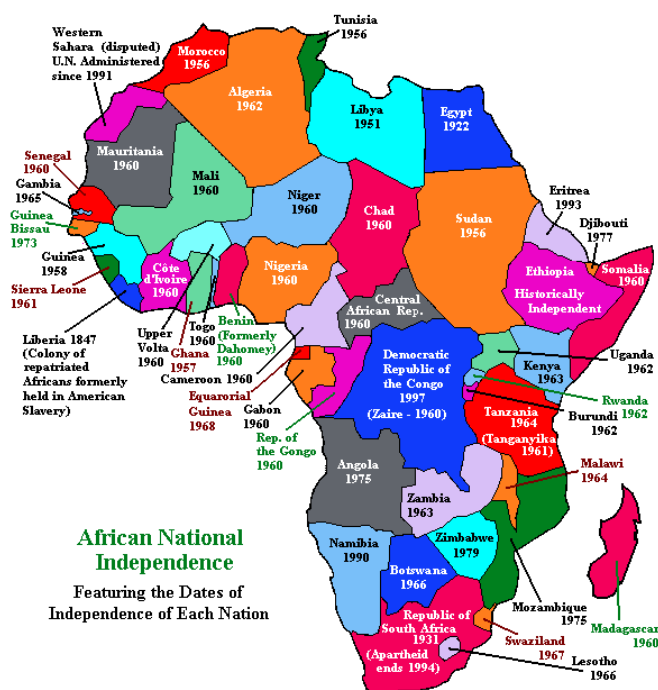 Tunisia
1956
Western
Sahara (disputed)
U.N. Administered
since 1991
Morocco
1956
Algeria
1962
Libya
1951
Egypt
1922
Mauritania
1960
Mali
1960
Niger
1960
Chad
1960
Sudan
1956
Eritrea
1993
Djibouti
1977
Senegal
1960
Gambia
1965
Guinea
Bissau
1973
Guinea
1958
Sierra Leone
1961
Liberia 1847
(Colony of
repatriated
Africans formerly
held in American
Slavery)
Côte
d'Ivoire
1960
Upper
Volta
1960
Togo
1960
Ghana
1957
Benin
(Formerly
Dahomey)
1960
Nigeria
1960
Cameroon 1960
Central
African Rep.
1960
Ethiopia
Historically
Independent
Somalia
1960
Equarorial
Guinea
1968
Gabon
1960
Rep. of
the Gongo
1960
Democratic
Republic of
the Congo
1997
(Zaire - 1960)
Uganda
1962
Kenya
1963
Rwanda
1962
Burundi
1962
Tanzania
1964
(Tanganyika
1961)
Malawi
1964
Angola
1975
Zambia
1963
Zimbabwe
1979
Namibia
1990
Botswana
1966
Mozambique
1975
Madagascar
1960
Republic of
South Africa
1931
(Apartheid
ends 1994)
Swaziland
1967
Lesotho
1966
African National
Independence
Featuring the Dates of
Independence of Each Nation